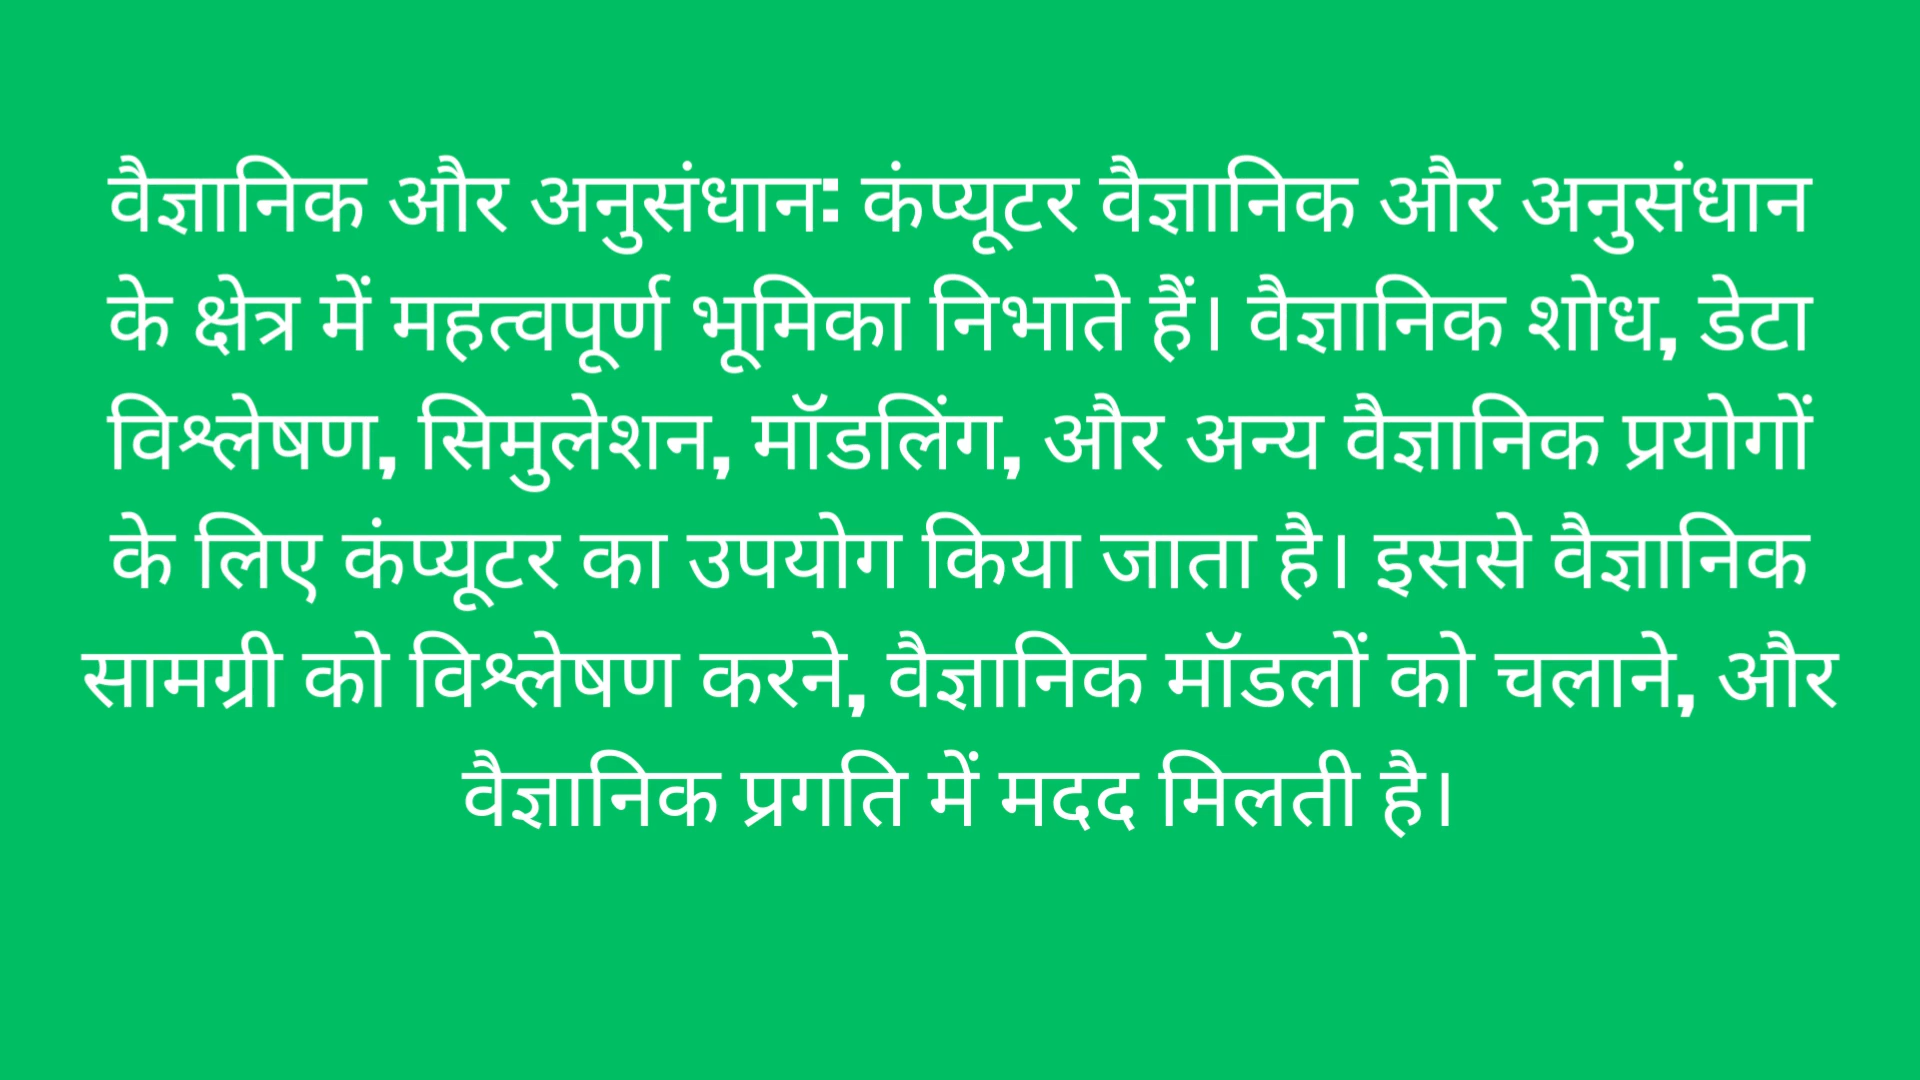 वैज्ञानिक और अनुसंधान: कंप्यूटर वैज्ञानिक और अनुसंधान
के क्षेत्र में महत्वपूर्ण भूमिका निभाते हैं। वैज्ञानिक शोध, डेटा
विश्लेषण, सिमुलेशन, मॉडलिंग, और अन्य वैज्ञानिक प्रयोगों
के लिए कंप्यूटर का उपयोग किया जाता है। इससे वैज्ञानिक
सामग्री को विश्लेषण करने, वैज्ञानिक मॉडलों को चलाने, और
वैज्ञानिक प्रगति में मदद मिलती है।